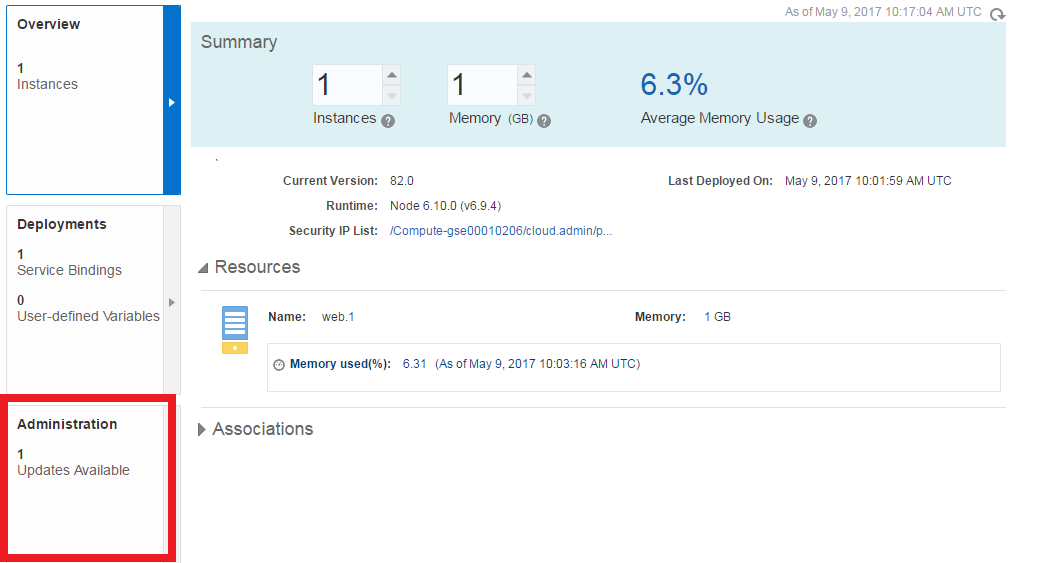 Overview
1
Instances
Deployments
1
Service Bindings
0
User-defined Variables
Administration
1
Updates Available
As of May 9, 2017 10:17:04 AM UTC
Summary
1 1 6.3%
Instances ? Memory (GB) ? Average Memory Usage ?
Current Version: 82.0 Last Deployed On: May 9, 2017 10:01:59 AM UTC
Runtime: Node 6.10.0 (v6.9.4)
Security IP List: /Compute-gse00010206/cloud.admin/p...
Resources
Name: web.1 Memory: 1 GB
Memory used(%): 6.31 (As of May 9, 2017 10:03:16 AM UTC)
Associations